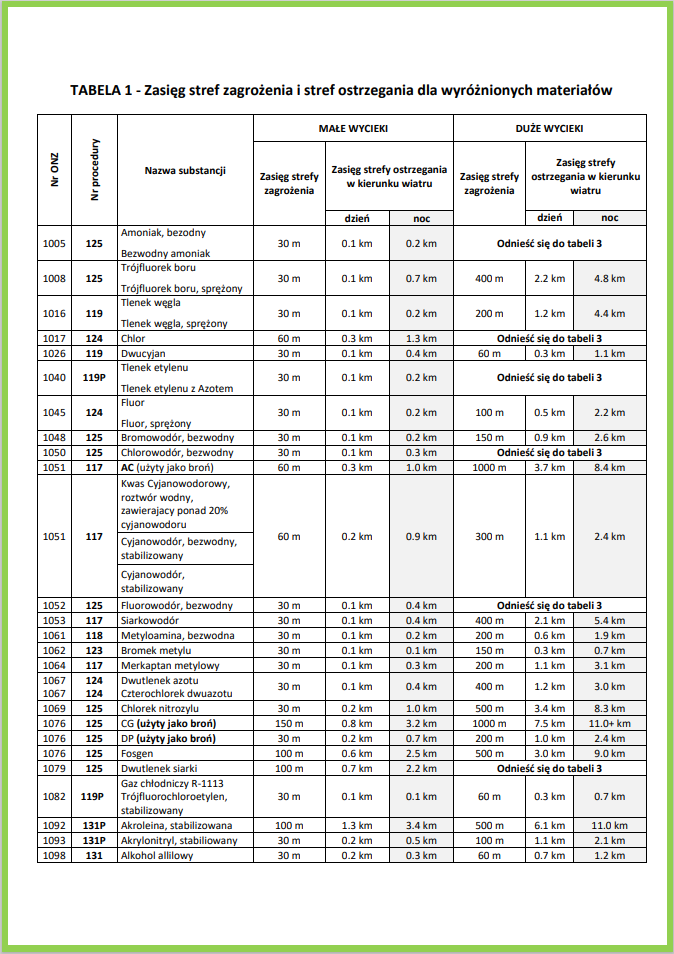 TABELA 1 - Zasięg stref zagrożenia i stref ostrzegania dla wyróżnionych materiałów
Nr ONZ
Nr procedury
Nazwa substancji
MAŁE WYCIEKI
DUŻE WYCIEKI
Zasięg strefy
zagrożenia
Zasięg strefy ostrzegania
w kierunku wiatru
Zasięg strefy
zagrożenia
Zasięg strefy
ostrzegania w kierunku
wiatru
dzień noc dzień noc
1005 125 Amoniak, bezodny
Bezwodny amoniak
30 m 0.1 km 0.2 km Odnieść się do tabeli 3
1008 125 Trójfluorek boru
Trójfluorek boru, sprężony
30 m 0.1 km 0.7 km 400 m 2.2 km 4.8 km
1016 119 Tlenek węgla
Tlenek węgla, sprężony
30 m 0.1 km 0.2 km 200 m 1.2 km 4.4 km
1017 124 Chlor 60 m 0.3 km 1.3 km Odnieść się do tabeli 3
1026 119 Dwucyjan 30 m 0.1 km 0.4 km 60 m 0.3 km 1.1 km
1040 119P Tlenek etylenu
Tlenek etylenu z Azotem
30 m 0.1 km 0.2 km Odnieść się do tabeli 3
1045 124 Fluor
Fluor, sprężony
30 m 0.1 km 0.2 km 100 m 0.5 km 2.2 km
1048 125 Bromowodór, bezwodny 30 m 0.1 km 0.2 km 150 m 0.9 km 2.6 km
1050 125 Chlorowodór, bezwodny 30 m 0.1 km 0.3 km Odnieść się do tabeli 3
1051 117 AC (użyty jako broń) 60 m 0.3 km 1.0 km 1000 m 3.7 km 8.4 km
1051 117 Kwas Cyjanowodorowy,
roztwór wodny,
zawierajacy ponad 20%
cyjanowodoru
Cyjanowodór, bezwodny,
stabilizowany
Cyjanowodór,
stabilizowany
60 m 0.2 km 0.9 km 300 m 1.1 km 2.4 km
1052 125 Fluorowodór, bezwodny 30 m 0.1 km 0.4 km Odnieść się do tabeli 3
1053 117 Siarkowodór 30 m 0.1 km 0.4 km 400 m 2.1 km 5.4 km
1061 118 Metyloamina, bezwodna 30 m 0.1 km 0.2 km 200 m 0.6 km 1.9 km
1062 123 Bromek metylu 30 m 0.1 km 0.1 km 150 m 0.3 km 0.7 km
1064 117 Merkaptan metylowy 30 m 0.1 km 0.3 km 200 m 1.1 km 3.1 km
1067 124 Dwutlenek azotu
1067 124 Czterochlorek dwuazotu
30 m 0.1 km 0.4 km 400 m 1.2 km 3.0 km
1069 125 Chlorek nitrozylu 30 m 0.2 km 1.0 km 500 m 3.4 km 8.3 km
1076 125 CG (użyty jako broń) 150 m 0.8 km 3.2 km 1000 m 7.5 km 11.0+ km
1076 125 DP (użyty jako broń) 30 m 0.2 km 0.7 km 200 m 1.0 km 2.4 km
1076 125 Fosgen 100 m 0.6 km 2.5 km 500 m 3.0 km 9.0 km
1079 125 Dwutlenek siarki 100 m 0.7 km 2.2 km Odnieść się do tabeli 3
1082 119P Gaz chłodniczy R-1113
Trójfluorochloroetylen,
stabilizowany
30 m 0.1 km 0.1 km 60 m 0.3 km 0.7 km
1092 131P Akroleina, stabilizowana 100 m 1.3 km 3.4 km 500 m 6.1 km 11.0 km
1093 131P Akrylonitryl, stabiliowany 30 m 0.2 km 0.5 km 100 m 1.1 km 2.1 km
1098 131 Alkohol allilowy 30 m 0.2 km 0.3 km 60 m 0.7 km 1.2 km